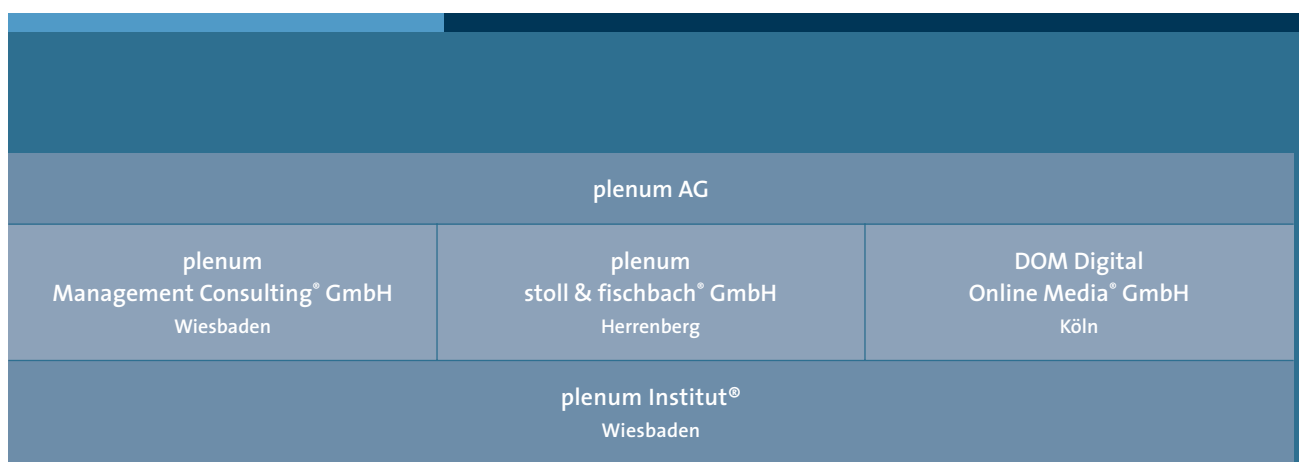 plenum AG
plenum
Management Consulting® GmbH
Wiesbaden
plenum
stoll & fischbach® GmbH
Herrenberg
DOM Digital
Online Media® GmbH
Köln
plenum Institut®
Wiesbaden